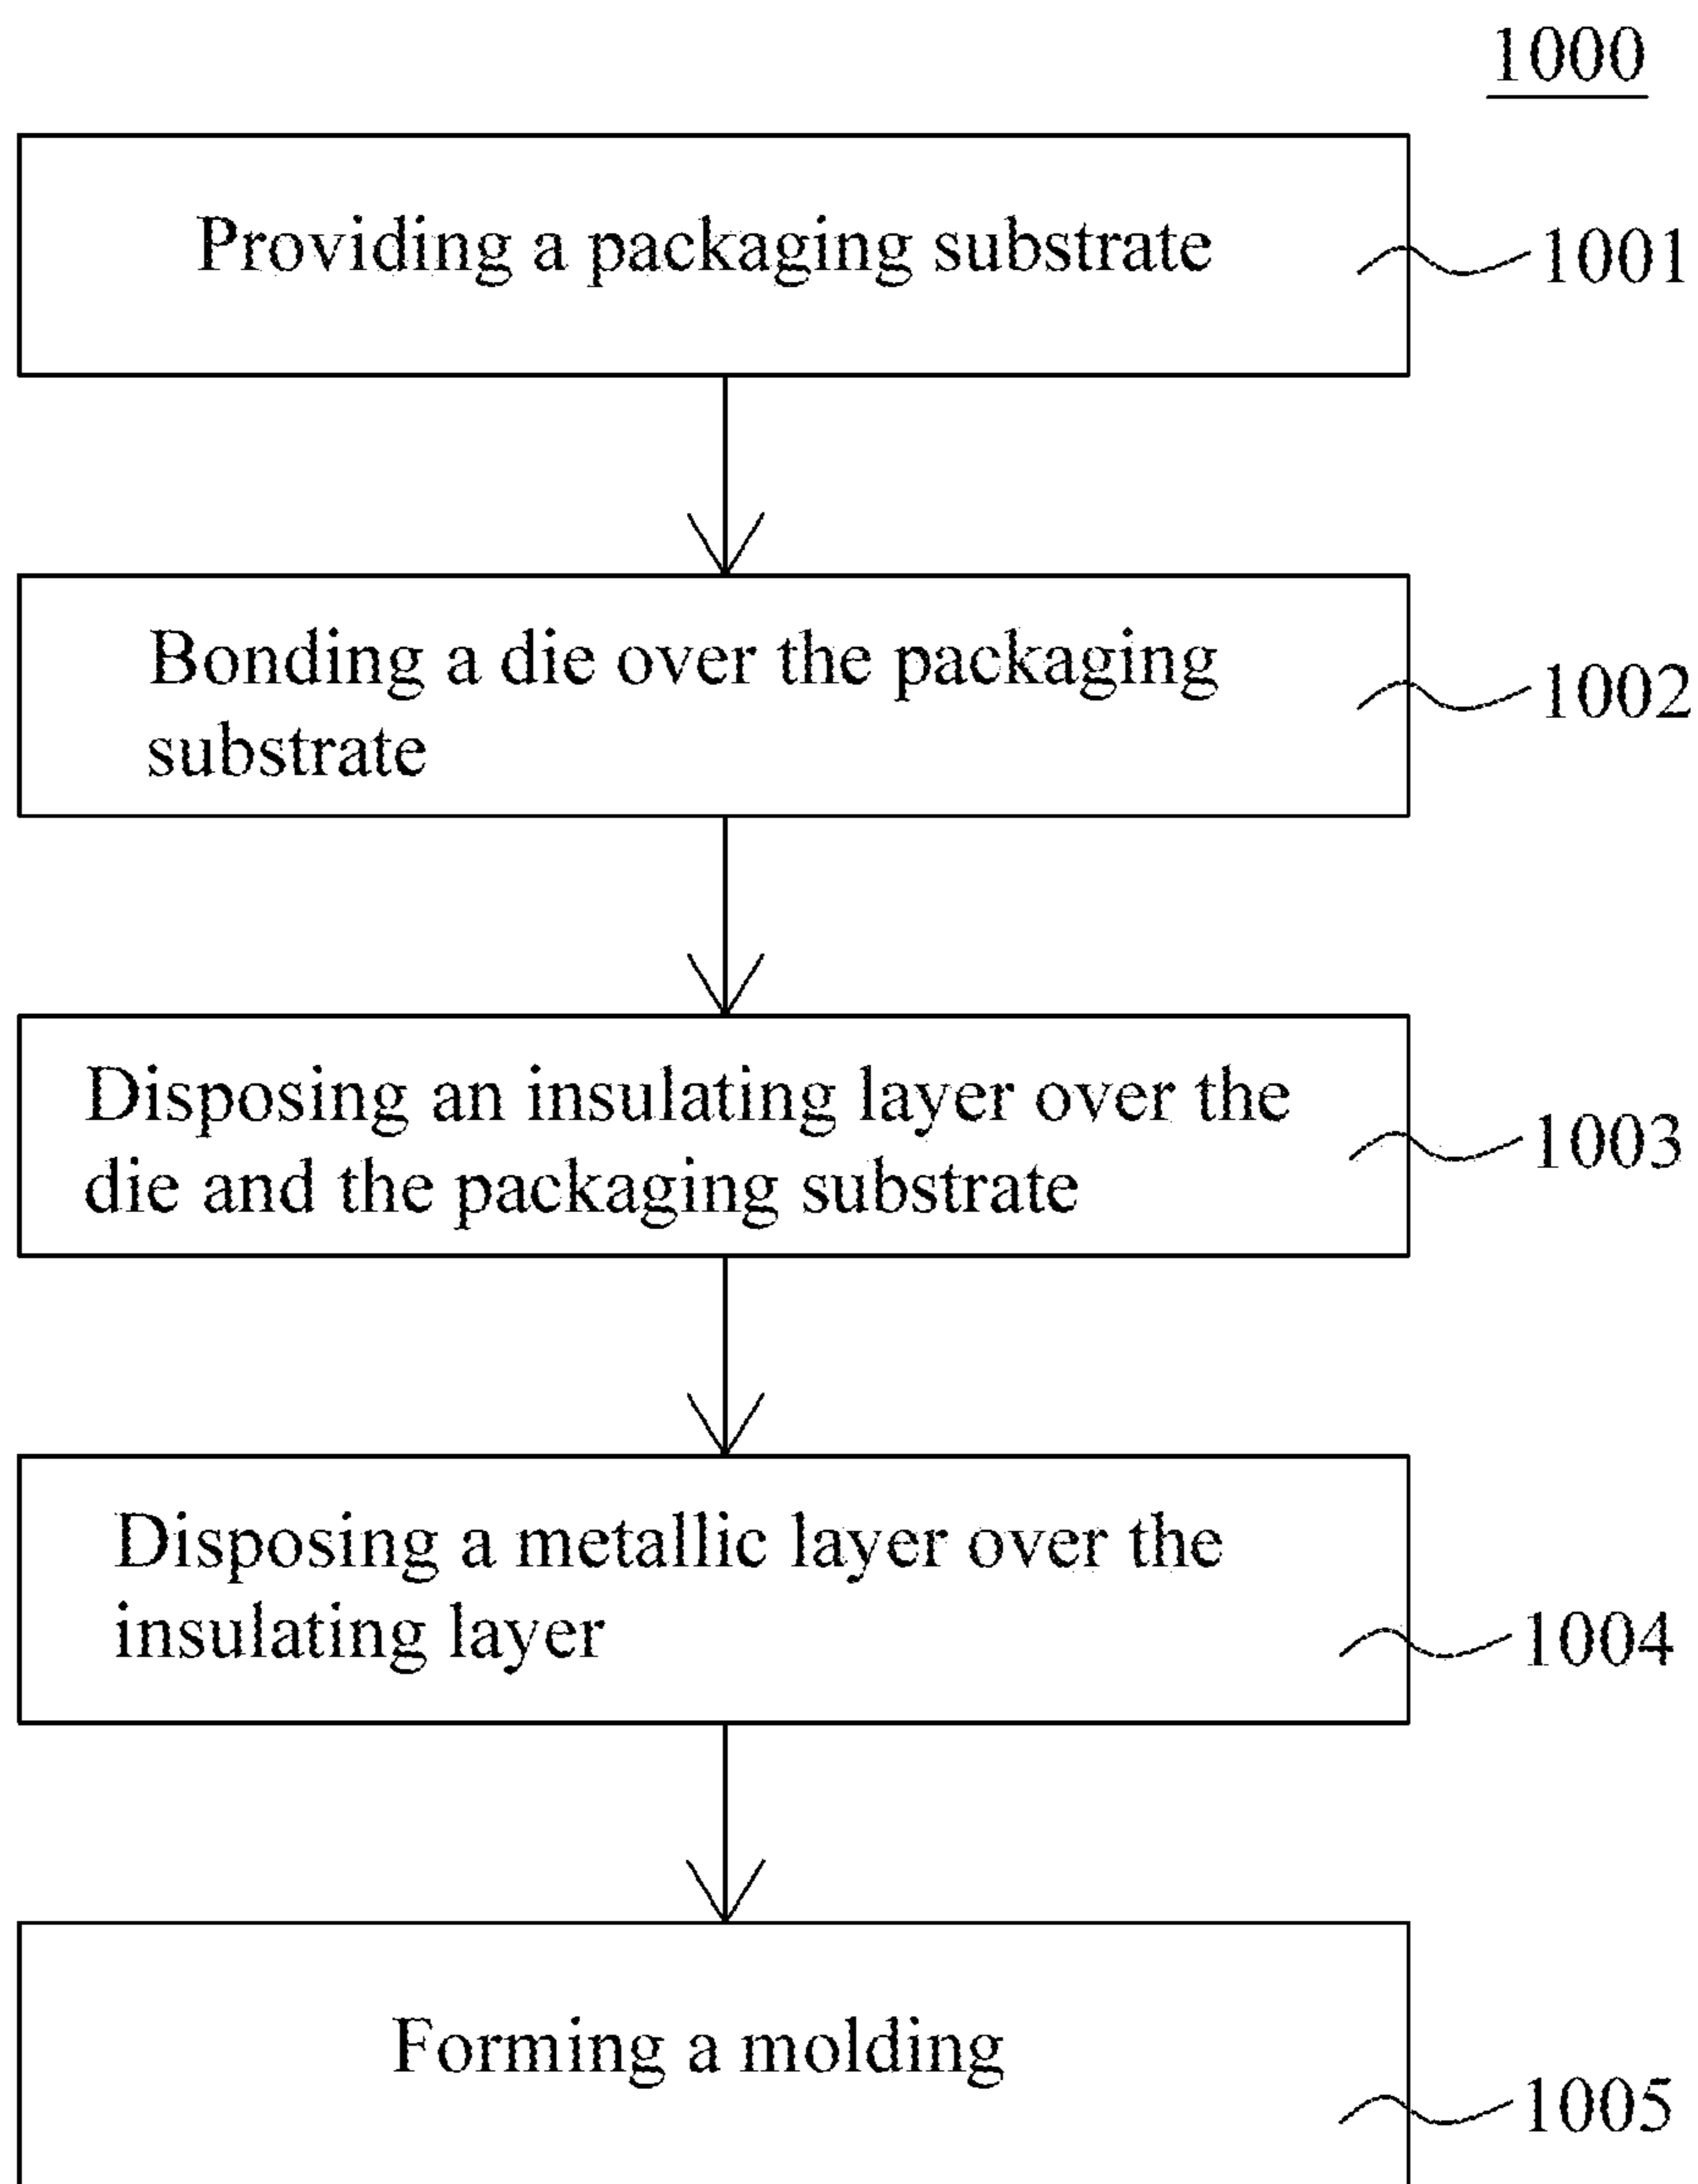 1000
Providing a packaging substrate
1001
Bonding a die over the packaging
substrate
1002
Disposing an insulating layer over the
die and the packaging substrate
1003
Disposing a metallic layer over the
insulating layer
1004
Forming a molding
1005